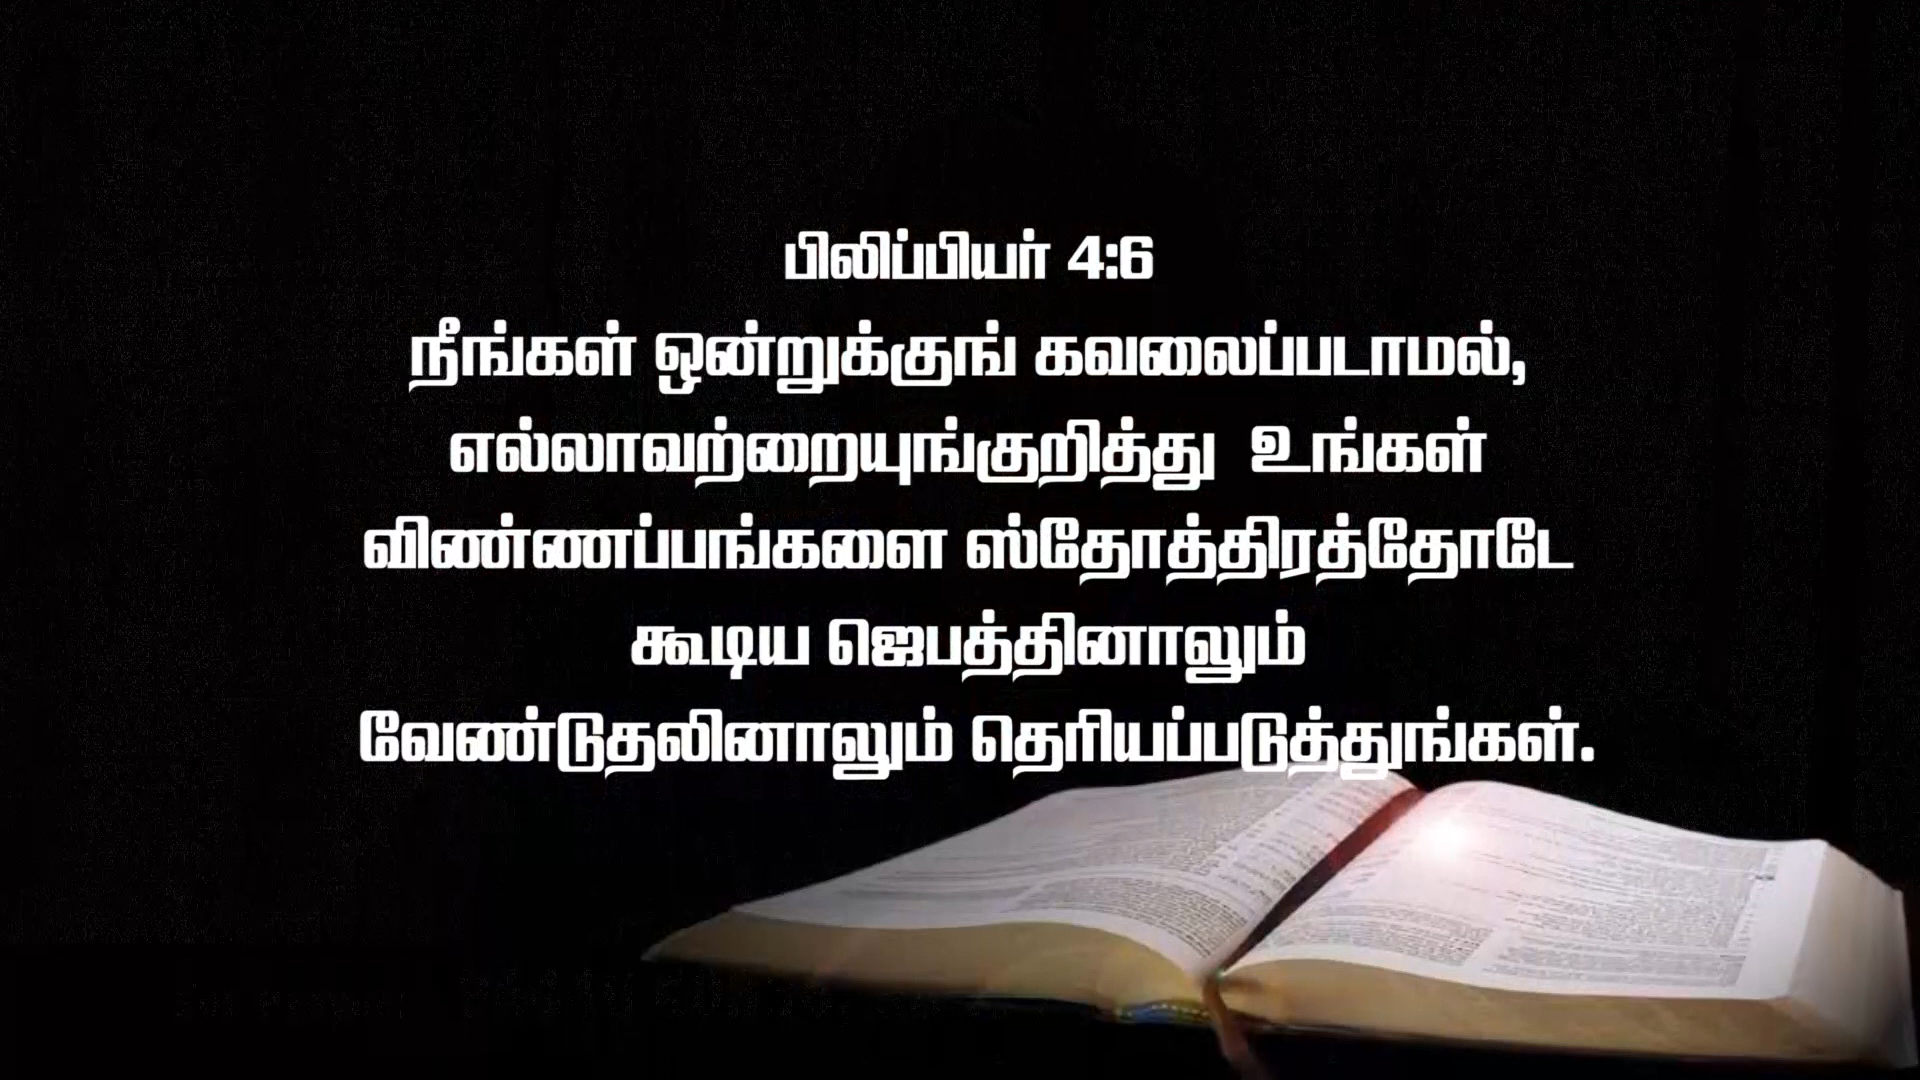 பிலிப்பியர் 4:6
நீங்கள் ஒன்றுக்குங் கவலைப்படாமல்,
எல்லாவற்றையுங்குறித்து உங்கள்
விண்ணப்பங்களை ஸ்தோத்திரத்தோடே
கூடிய ஜெபத்தினாலும்
வேண்டுதலினாலும் தெரியப்படுத்துங்கள்.